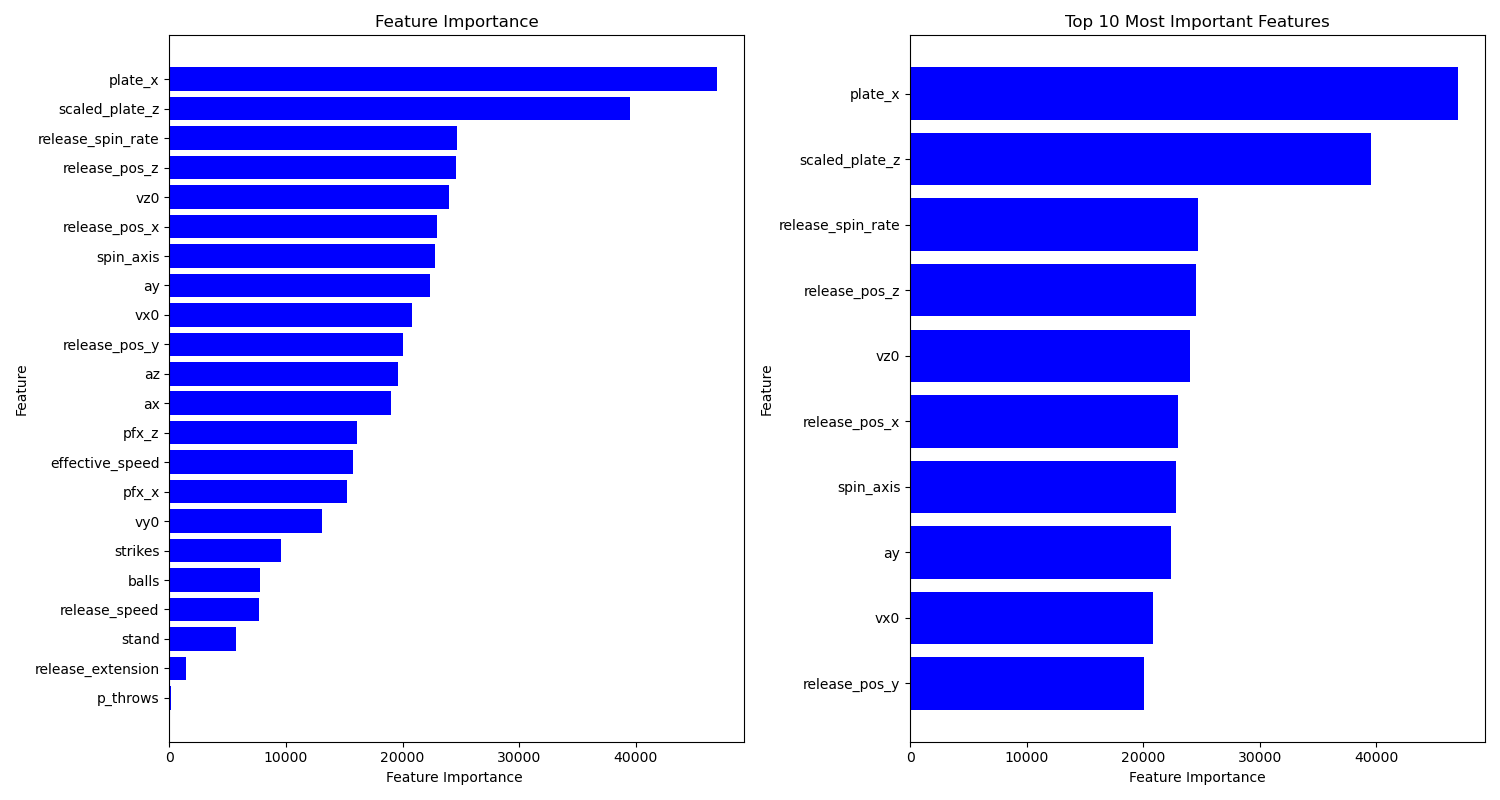 Feature Importance
plate_x
scaled_plate_z
release_spin_rate
release_pos_z
vz0
release_pos_x
spin_axis
ay
vx0
release_pos_y
az
ax
pfx_z
effective_speed
pfx_x
vy0
strikes
balls
release_speed
stand
release_extension
p_throws
Feature
0 10000 20000 30000 40000
Feature Importance
Top 10 Most Important Features
plate_x
scaled_plate_z
release_spin_rate
release_pos_z
vz0
release_pos_x
spin_axis
ay
vx0
release_pos_y
Feature
0 10000 20000 30000 40000
Feature Importance